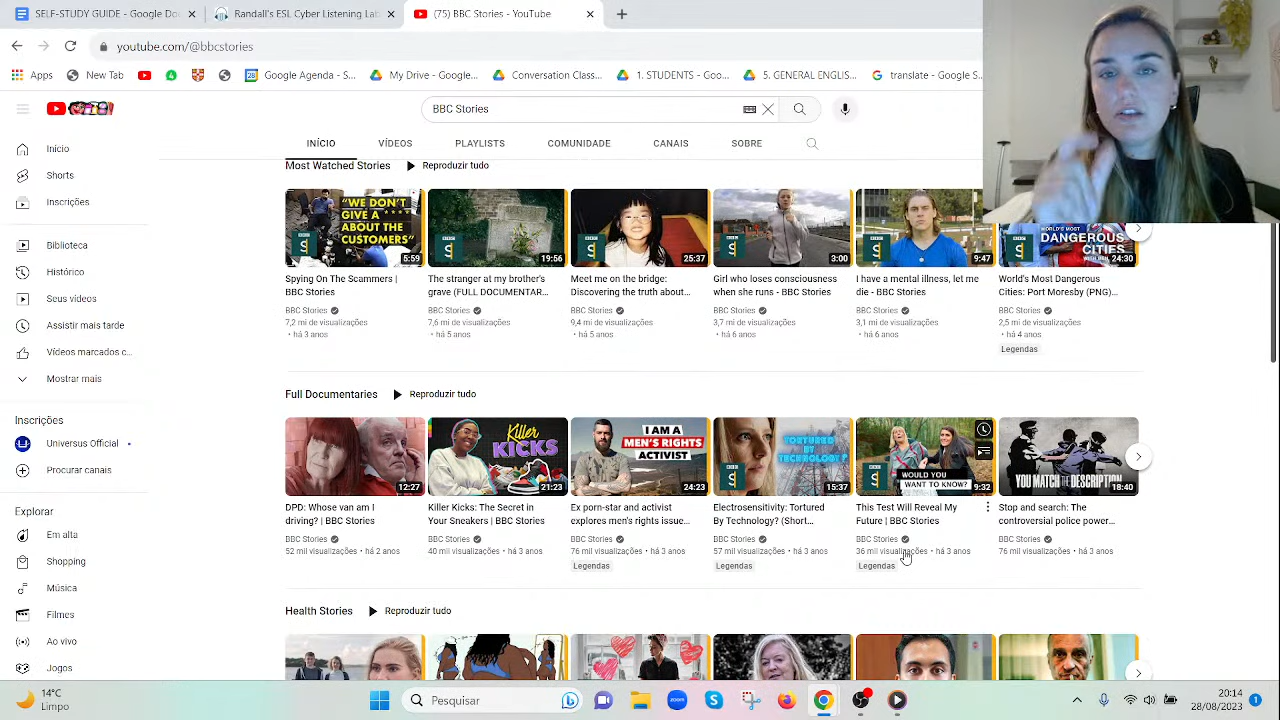 SELF-STUDY GUIDE - Google Do
Randall's ESL Cyber Listening Lab
(75) BBC Stories - YouTube
youtube.com/@bbcstories
Apps
New Tab
28
Google Agenda - S...
My Drive - Google...
Conversation Class...
1. STUDENTS - Goo...
5. GENERAL ENGLI...
translate - Google S...
BBC Stories
INÍCIO
VÍDEOS
PLAYLISTS
COMUNIDADE
CANAIS
SOBRE
Início
Shorts
Inscrições
Biblioteca
Histórico
Seus vídeos
Assistir mais tarde
Vídeos marcados c...
Mostrar mais
Inscrições
Universus Official
Procurar canais
Explorar
Em alta
Shopping
Música
Filmes
Ao vivo
Jogos
Most Watched Stories
Reproduzir tudo
"WE DON'T
GIVE A ****
ABOUT THE
CUSTOMERS"
5:59
19:56
25:37
3:00
9:47
WORLD'S MOST
DANGEROUS
CITIES:
24:30
Spying On The Scammers |
BBC Stories
BBC Stories
7,2 mi de visualizações
• há 3 anos
The stranger at my brother's
grave (FULL DOCUMENTAR...
BBC Stories
7,6 mi de visualizações
• há 5 anos
Meet me on the bridge:
Discovering the truth about...
BBC Stories
9,4 mi de visualizações
• há 5 anos
Girl who loses consciousness
when she runs - BBC Stories
BBC Stories
3,7 mi de visualizações
• há 6 anos
I have a mental illness, let me
die - BBC Stories
BBC Stories
3,1 mi de visualizações
• há 6 anos
World's Most Dangerous
Cities: Port Moresby (PNG)...
BBC Stories
2,5 mi de visualizações
• há 4 anos
Legendas
Full Documentaries
Reproduzir tudo
12:27
Killer
KICKS
21:23
I AM A
MEN'S RIGHTS
ACTIVIST
24:23
TORTURED
BY
TECHNOLOGY?
15:37
WOULD YOU
WANT TO KNOW?
9:32
YOU MATCH THE DESCRIPTION
18:40
DPD: Whose van am I
driving? | BBC Stories
BBC Stories
52 mil visualizações • há 2 anos
Killer Kicks: The Secret in
Your Sneakers | BBC Stories
BBC Stories
40 mil visualizações • há 3 anos
Ex porn-star and activist
explores men's rights issue...
BBC Stories
76 mil visualizações • há 3 anos
Legendas
Electrosensitivity: Tortured
By Technology? (Short...
BBC Stories
57 mil visualizações • há 3 anos
Legendas
This Test Will Reveal My
Future | BBC Stories
BBC Stories
36 mil visualizações • há 3 anos
Legendas
Stop and search: The
controversial police power...
BBC Stories
76 mil visualizações • há 3 anos
Health Stories
Reproduzir tudo
14°C
Limpo
Pesquisar
zoom
20:14
28/08/2023
1